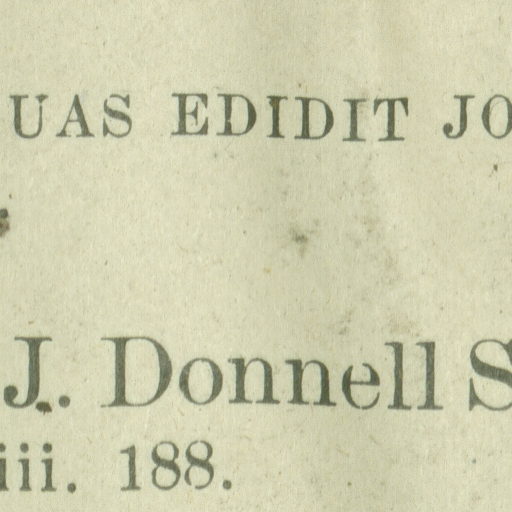 UAS EDIDIT JO
J. Donnell S
iii. 188.